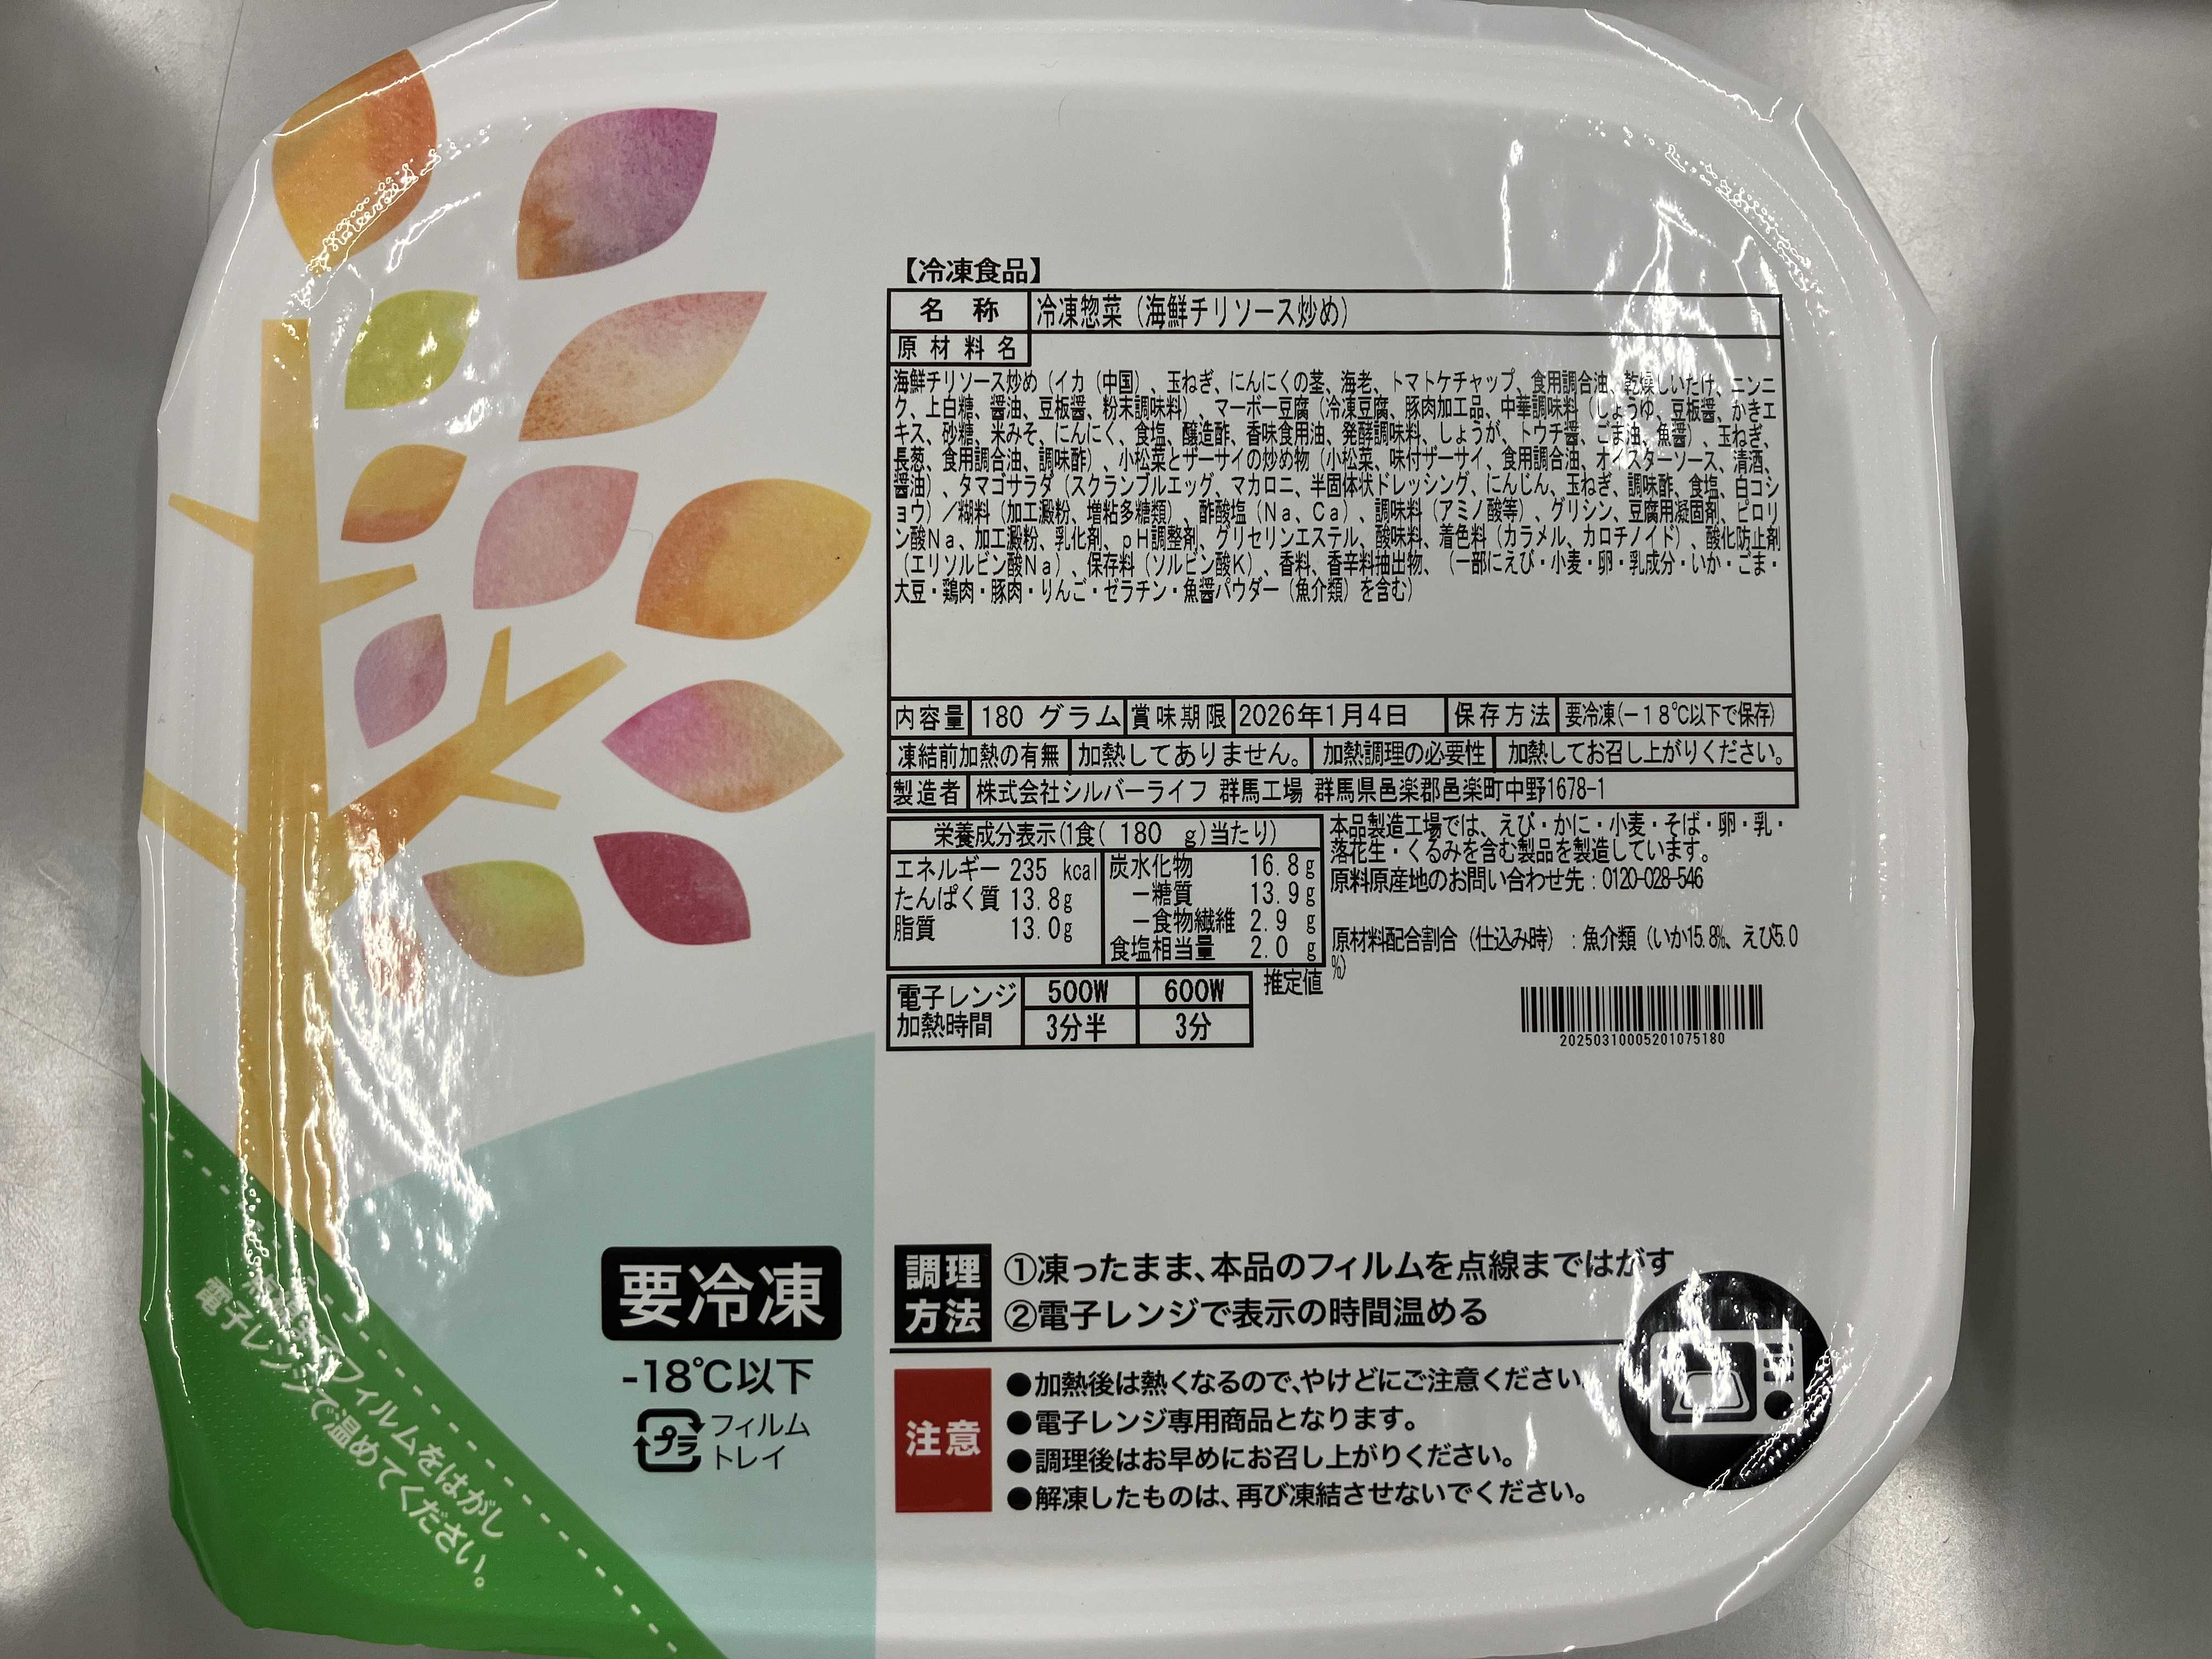 【冷凍食品】
名 称 冷凍惣菜（海鮮チリソース炒め）
原材料名
海鮮チリソース炒め（イカ（中国）、玉ねぎ、にんにくの茎、海老、トマトケチャップ、食用調合油、乾燥しいたけ、ニンニ
ク、上白糖、醤油、豆板醤、粉末調味料）、マーボー豆腐（冷凍豆腐、豚肉加工品、中華調味料（しょうゆ、豆板醤、かきエ
キス、砂糖、米みそ、にんにく、食塩、醸造酢、香味食用油、発酵調味料、しょうが、トウチ醤、ごま油、魚醤）、玉ねぎ、
長葱、食用調合油、調味酢）、小松菜とザーサイの炒め物（小松菜、味付ザーサイ、食用調合油、オイスターソース、清酒、
醤油）、タマゴサラダ（スクランブルエッグ、マカロニ、半固体状ドレッシング、にんじん、玉ねぎ、調味酢、食塩、白コシ
ョウ）／糊料（加工澱粉、増粘多糖類）、酢酸塩（Na、Ca）、調味料（アミノ酸等）、グリシン、豆腐用凝固剤、ピロリ
ン酸Na、加工澱粉、乳化剤、pH調整剤、グリセリンエステル、酸味料、着色料（カラメル、カロチノイド）、酸化防止剤
（エリソルビン酸Na）、保存料（ソルビン酸K）、香料、香辛料抽出物、（一部にえび・小麦・卵・乳成分・いか・ごま・
大豆・鶏肉・豚肉・りんご・ゼラチン・魚醤パウダー（魚介類）を含む）
内容量 180 グラム 賞味期限 2026年1月4日 保存方法 要冷凍(－18℃以下で保存)
凍結前加熱の有無 加熱してありません。 加熱調理の必要性 加熱してお召し上がりください。
製造者 株式会社シルバーライフ 群馬工場 群馬県邑楽郡邑楽町中野1678-1
栄養成分表示(1食( 180 g)当たり)
エネルギー 235 kcal 炭水化物 16.8g
たんぱく質 13.8g －糖質 13.9g
脂質 13.0g －食物繊維 2.9 g
食塩相当量 2.0 g
推定値
本品製造工場では、えび・かに・小麦・そば・卵・乳・
落花生・くるみを含む製品を製造しています。
原料原産地のお問い合わせ先：0120-028-546
原材料配合割合（仕込み時）：魚介類（いか15.8%、えび5.0
%）
電子レンジ 500W 600W
加熱時間 3分半 3分
20250310005201075180
調理方法
①凍ったまま、本品のフィルムを点線まではがす
②電子レンジで表示の時間温める
注意
●加熱後は熱くなるので、やけどにご注意ください
●電子レンジ専用商品となります。
●調理後はお早めにお召し上がりください。
●解凍したものは、再び凍結させないでください。
要冷凍
-18℃以下
プラ フィルム
トレイ
フィルムをはがし
電子レンジで温めてください。